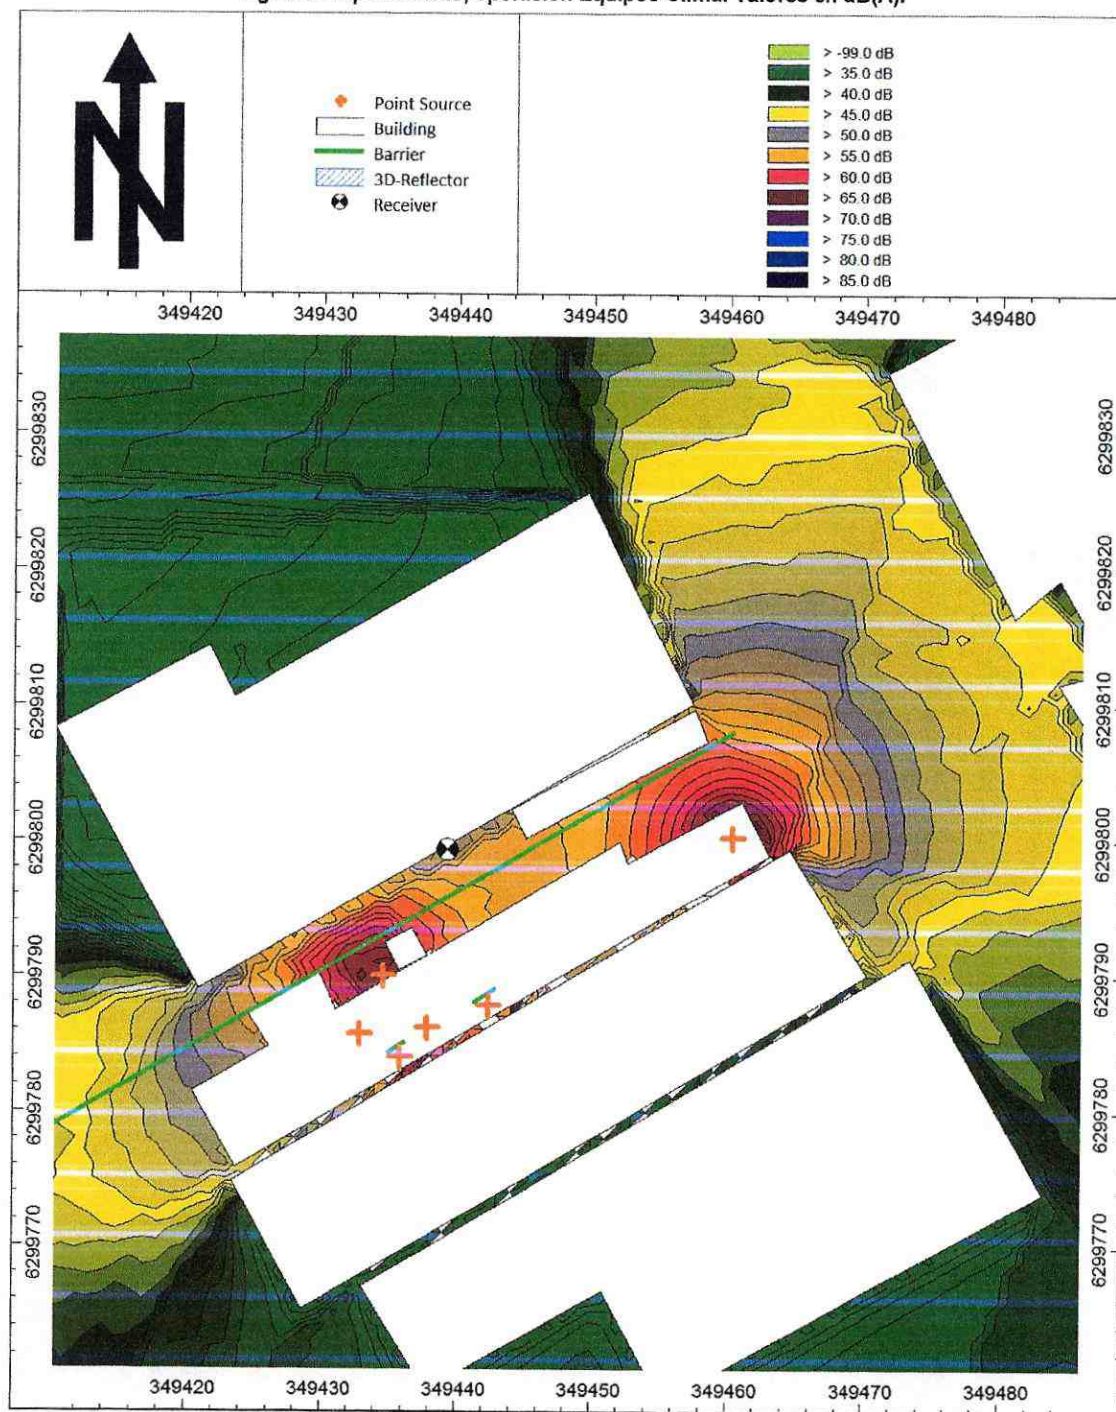 Point Source
Building
Barrier
3D-Reflector
Receiver
> -99.0 dB
> 35.0 dB
> 40.0 dB
> 45.0 dB
> 50.0 dB
> 55.0 dB
> 60.0 dB
> 65.0 dB
> 70.0 dB
> 75.0 dB
> 80.0 dB
> 85.0 dB
349420 349430 349440 349450 349460 349470 349480
6299830
6299820
6299810
6299800
6299790
6299780
6299770
6299830
6299820
6299810
6299800
6299790
6299780
6299770
349420 349430 349440 349450 349460 349470 349480